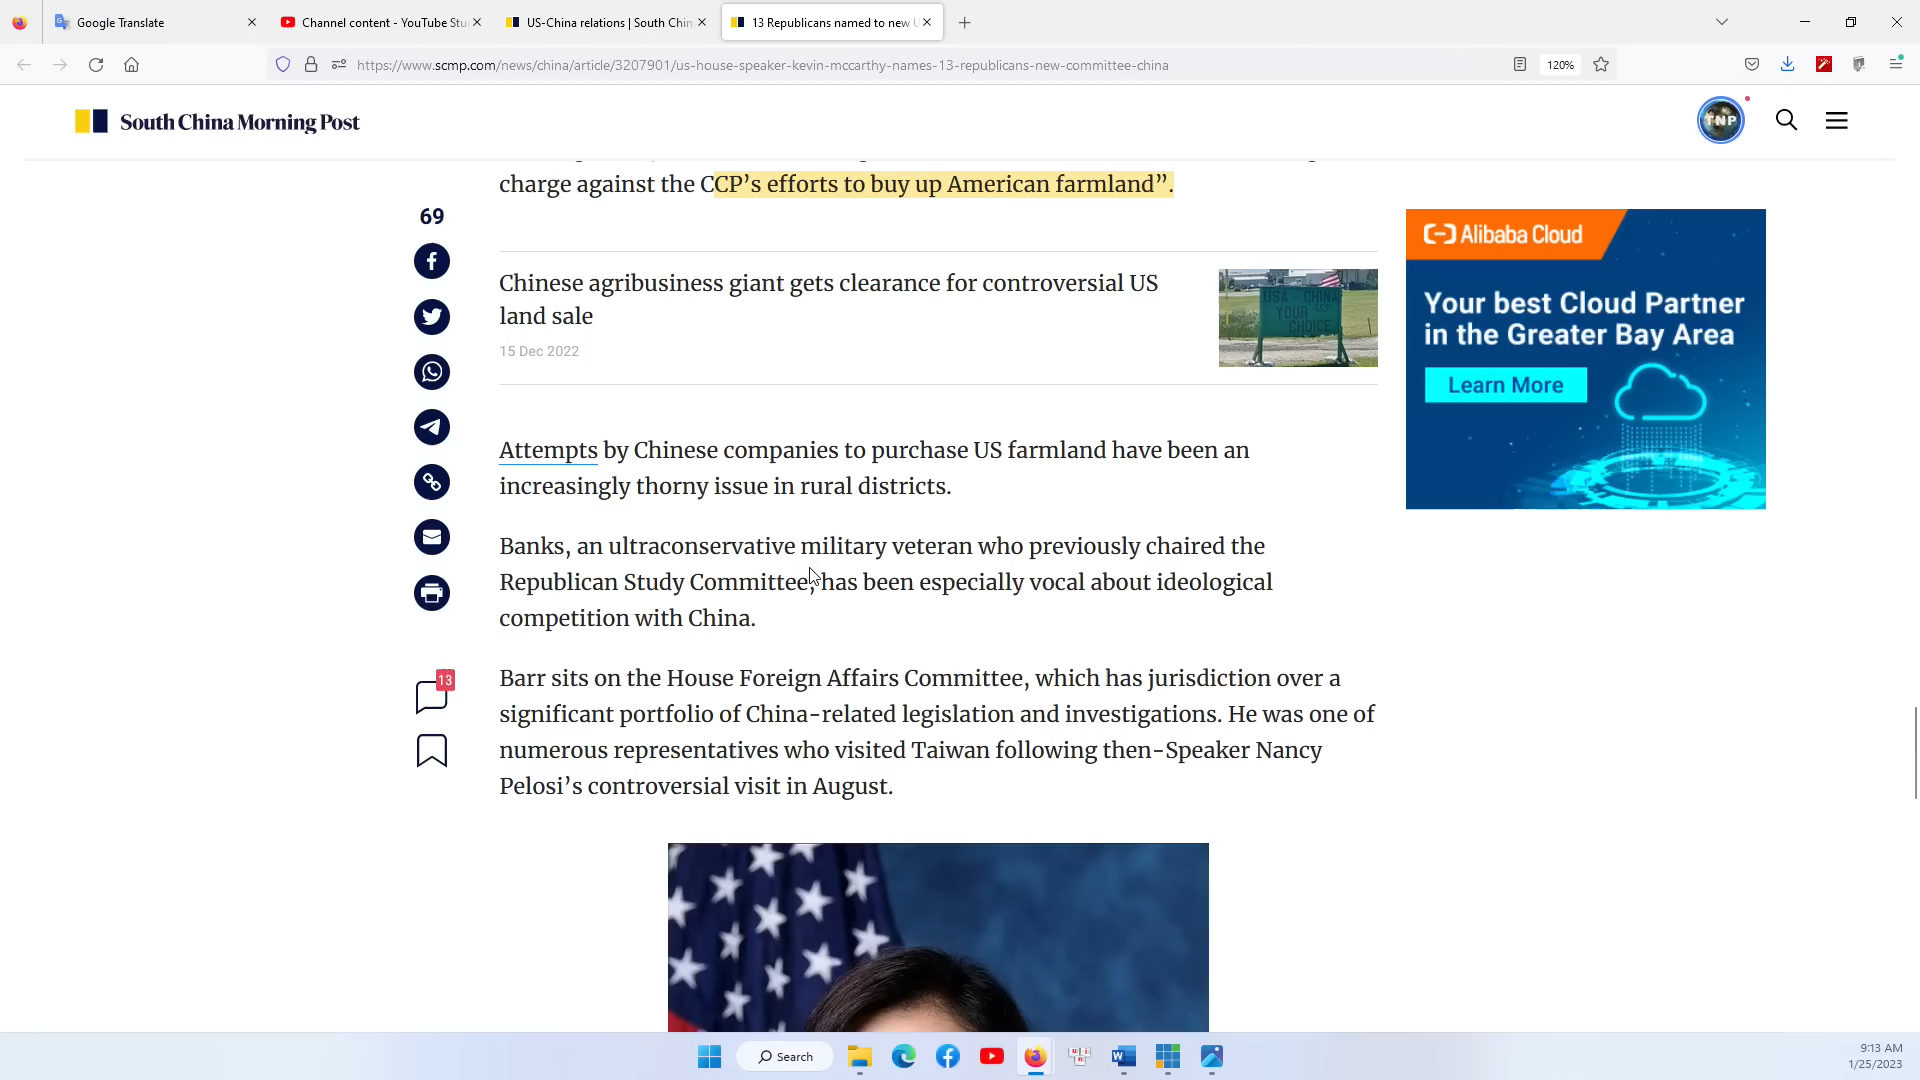 Google Translate
Channel content - YouTube Stu
US-China relations | South Chin
13 Republicans named to new U
https://www.scmp.com/news/china/article/3207901/us-house-speaker-kevin-mccarthy-names-13-republicans-new-committee-china
120%
South China Morning Post
TNP
charge against the CCP’s efforts to buy up American farmland”.
69
Chinese agribusiness giant gets clearance for controversial US
land sale
15 Dec 2022
USA - CHINA
CCP
YOUR
CHOICE
Alibaba Cloud
Your best Cloud Partner
in the Greater Bay Area
Learn More
Attempts by Chinese companies to purchase US farmland have been an
increasingly thorny issue in rural districts.
Banks, an ultraconservative military veteran who previously chaired the
Republican Study Committee, has been especially vocal about ideological
competition with China.
13
Barr sits on the House Foreign Affairs Committee, which has jurisdiction over a
significant portfolio of China-related legislation and investigations. He was one of
numerous representatives who visited Taiwan following then-Speaker Nancy
Pelosi’s controversial visit in August.
Search
9:13 AM
1/25/2023